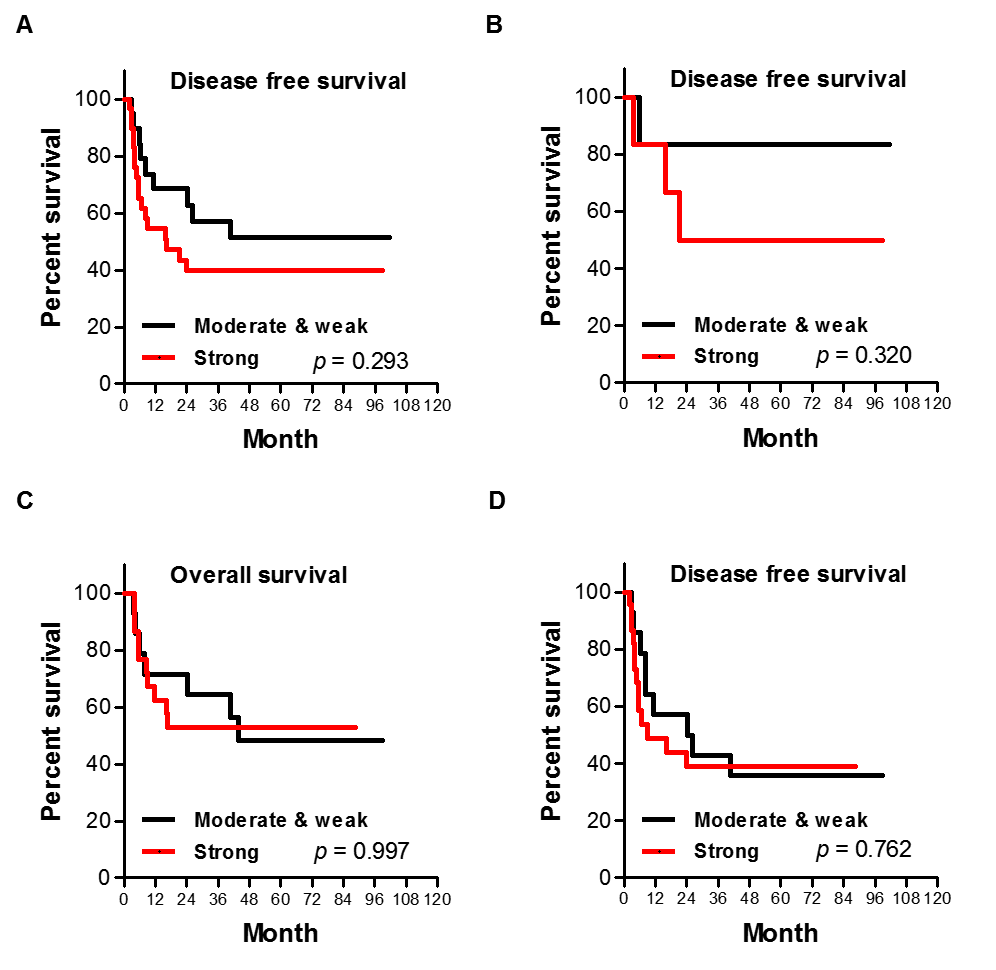 A
Disease free survival
Percent survival
100
80
60
40
20
0
Moderate & weak
Strong
p = 0.293
0 12 24 36 48 60 72 84 96 108 120
Month
B
Disease free survival
Percent survival
100
80
60
40
20
0
Moderate & weak
Strong
p = 0.320
0 12 24 36 48 60 72 84 96 108 120
Month
C
Overall survival
Percent survival
100
80
60
40
20
0
Moderate & weak
Strong
p = 0.997
0 12 24 36 48 60 72 84 96 108 120
Month
D
Disease free survival
Percent survival
100
80
60
40
20
0
Moderate & weak
Strong
p = 0.762
0 12 24 36 48 60 72 84 96 108 120
Month